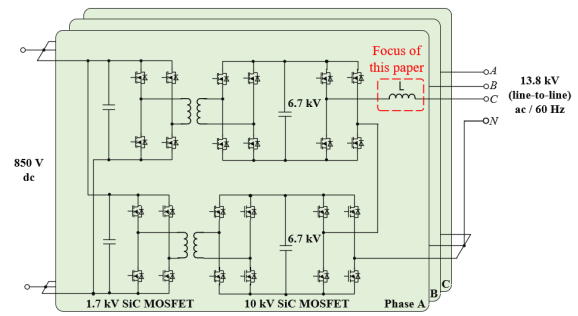 Focus of
this paper
L
A
B
C
N
13.8 kV
(line-to-line)
ac / 60 Hz
6.7 kV
850 V
dc
6.7 kV
1.7 kV SiC MOSFET
10 kV SiC MOSFET
Phase A
B
C